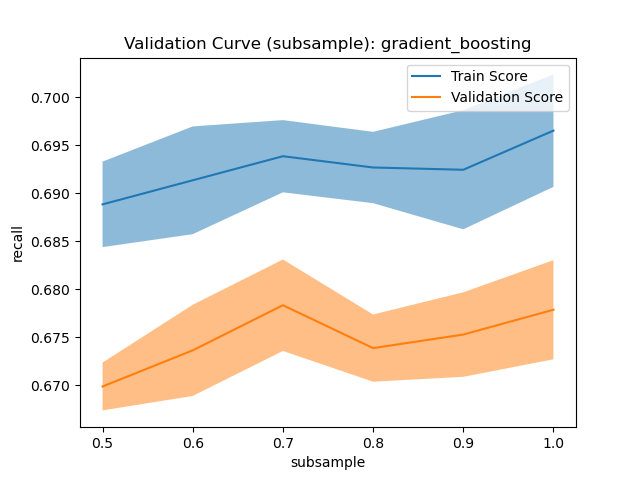 Validation Curve (subsample): gradient_boosting
Train Score
Validation Score
0.700
0.695
0.690
0.685
0.680
0.675
0.670
recall
0.5 0.6 0.7 0.8 0.9 1.0
subsample